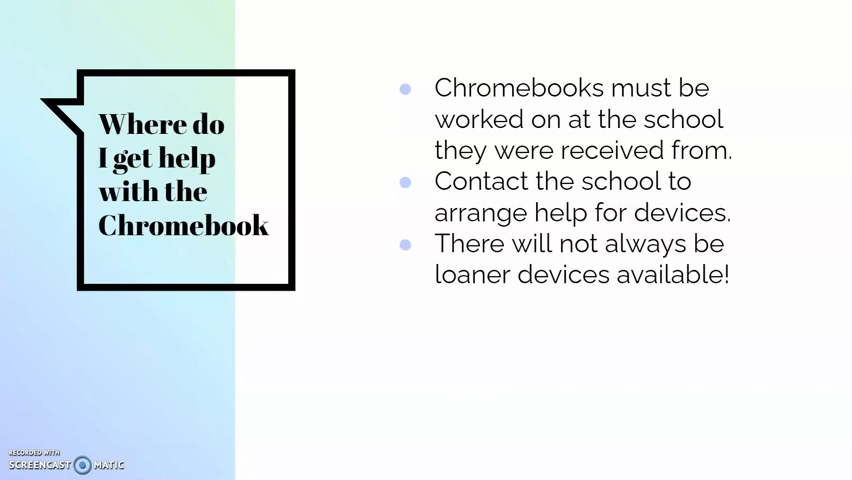 Where do
I get help
with the
Chromebook
Chromebooks must be
worked on at the school
they were received from.
Contact the school to
arrange help for devices.
There will not always be
loaner devices available!
RECORDED WITH
SCREENCAST MATIC